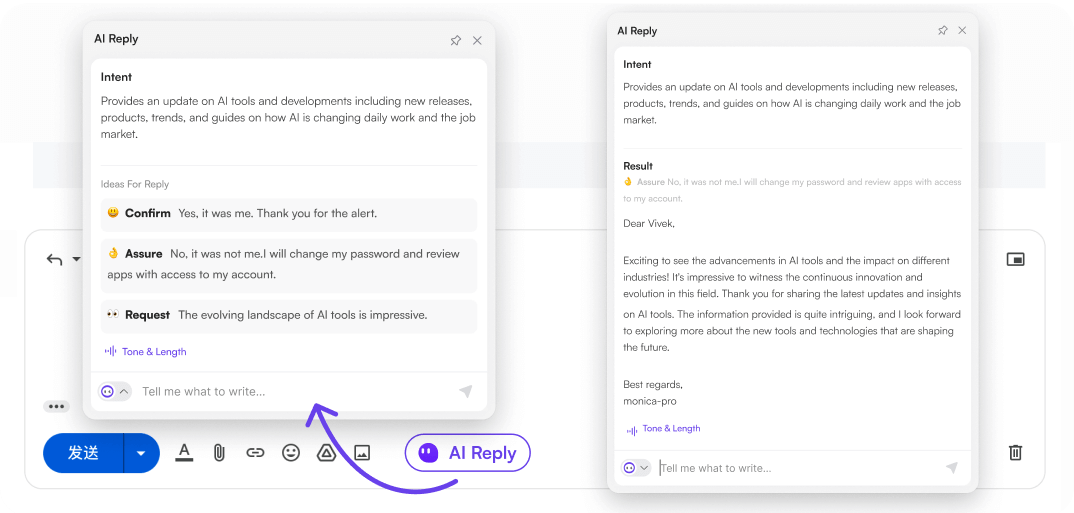 AI Reply
Intent
Provides an update on AI tools and developments including new releases,
products, trends, and guides on how AI is changing daily work and the job
market.
Ideas For Reply
😃 Confirm Yes, it was me. Thank you for the alert.
👌 Assure No, it was not me.I will change my password and review
apps with access to my account.
👀 Request The evolving landscape of AI tools is impressive.
Tone & Length
Tell me what to write...
发送
AI Reply
AI Reply
Intent
Provides an update on AI tools and developments including new releases,
products, trends, and guides on how AI is changing daily work and the job
market.
Result
👌 Assure No, it was not me.I will change my password and review apps with access
to my account.
Dear Vivek,
Exciting to see the advancements in AI tools and the impact on different
industries! It's impressive to witness the continuous innovation and
evolution in this field. Thank you for sharing the latest updates and insights
on AI tools. The information provided is quite intriguing, and I look forward
to exploring more about the new tools and technologies that are shaping
the future.
Best regards,
monica-pro
Tone & Length
Tell me what to write...